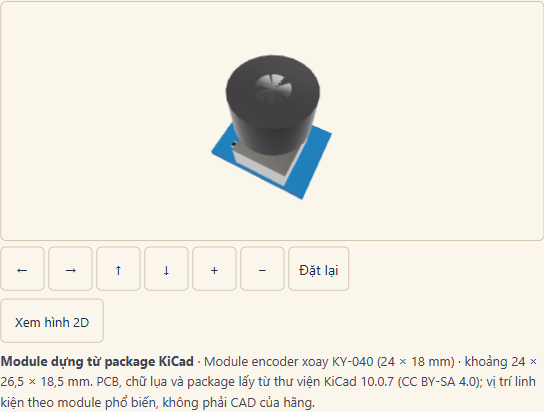 ← → ↑ ↓ + − Đặt lại
Xem hình 2D
Module dựng từ package KiCad · Module encoder xoay KY-040 (24 × 18 mm) · khoảng 24 ×
26,5 × 18,5 mm. PCB, chữ lụa và package lấy từ thư viện KiCad 10.0.7 (CC BY-SA 4.0); vị trí linh
kiện theo module phổ biến, không phải CAD của hãng.